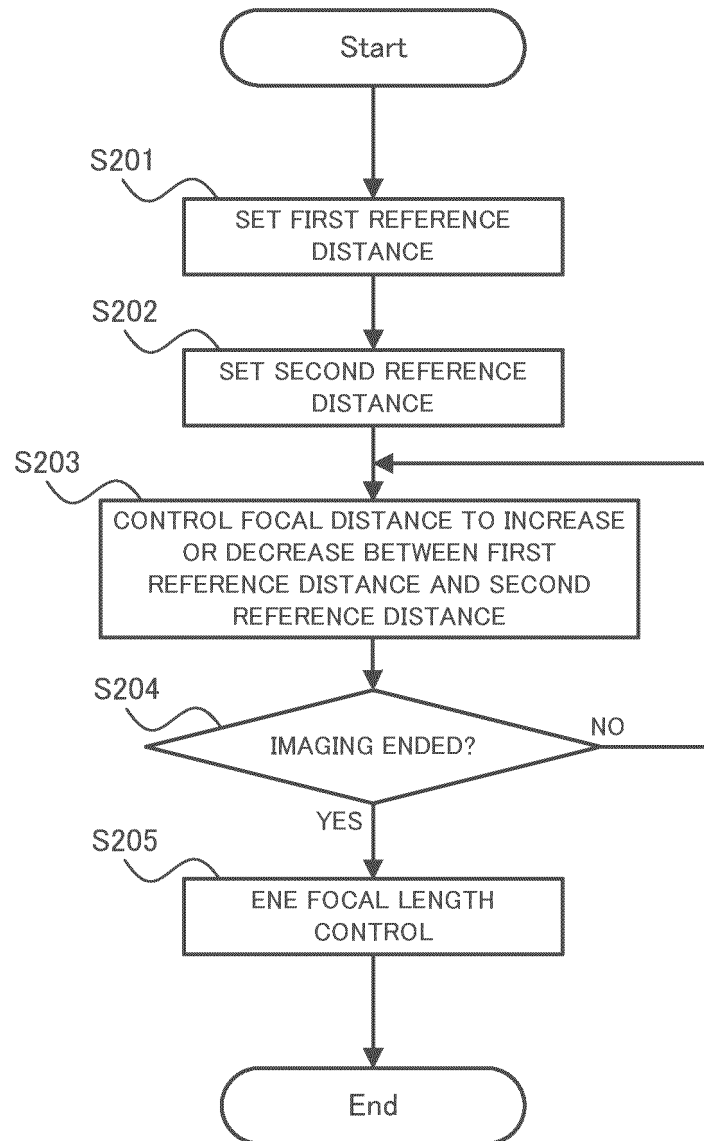 Start
S201
SET FIRST REFERENCE
DISTANCE
S202
SET SECOND REFERENCE
DISTANCE
S203
CONTROL FOCAL DISTANCE TO INCREASE
OR DECREASE BETWEEN FIRST
REFERENCE DISTANCE AND SECOND
REFERENCE DISTANCE
S204
IMAGING ENDED?
NO
YES
S205
ENE FOCAL LENGTH
CONTROL
End